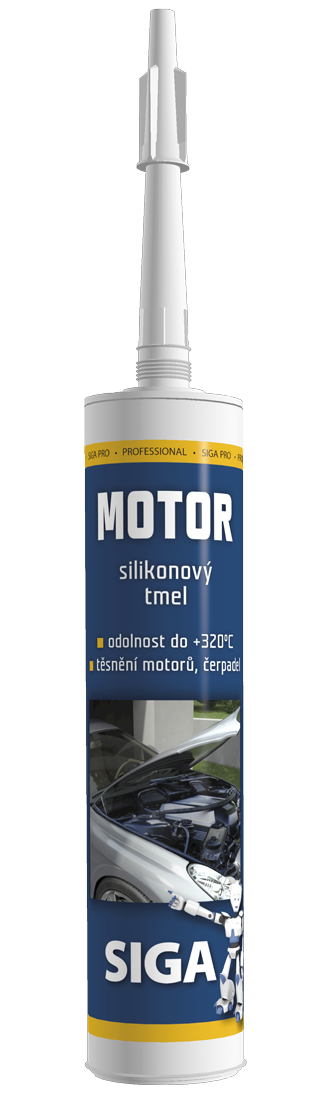 SIGA PRO • PROFESSIONAL • SIGA PRO •
MOTOR
silikonový
tmel
odolnost do +320°C
těsnění motorů, čerpadel
SIGA